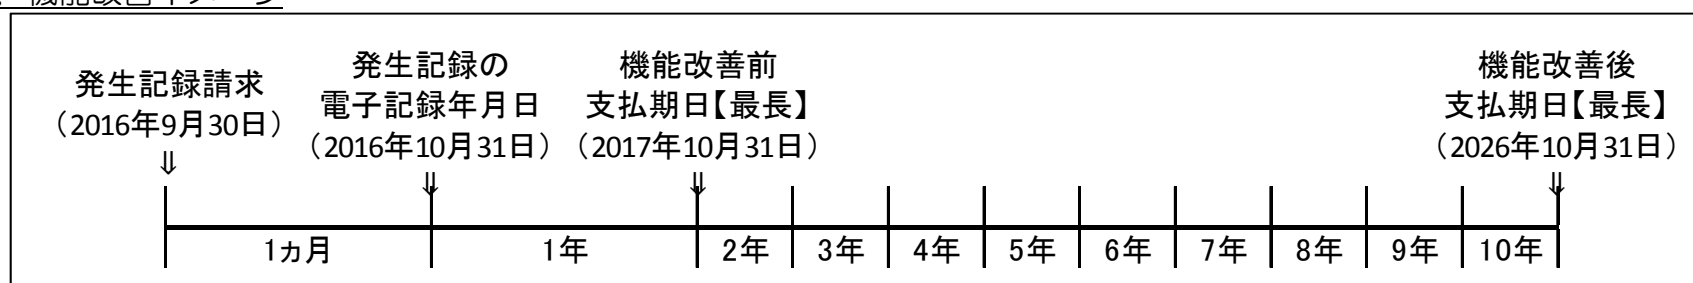 機能改善イメージ
発生記録請求
（2016年9月30日）
⇓
発生記録の
電子記録年月日
（2016年10月31日）
⇓
機能改善前
支払期日【最長】
（2017年10月31日）
⇓
機能改善後
支払期日【最長】
（2026年10月31日）
⇓
1ヵ月 1年 2年 3年 4年 5年 6年 7年 8年 9年 10年